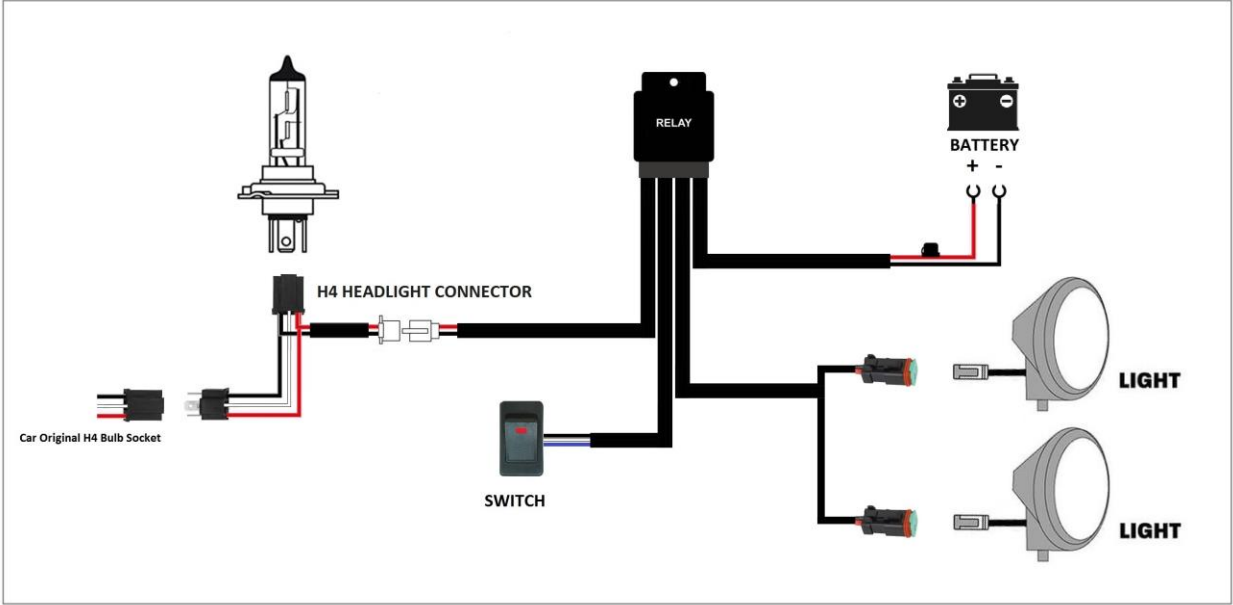 RELAY
BATTERY
+ -
H4 HEADLIGHT CONNECTOR
LIGHT
Car Original H4 Bulb Socket
SWITCH
LIGHT